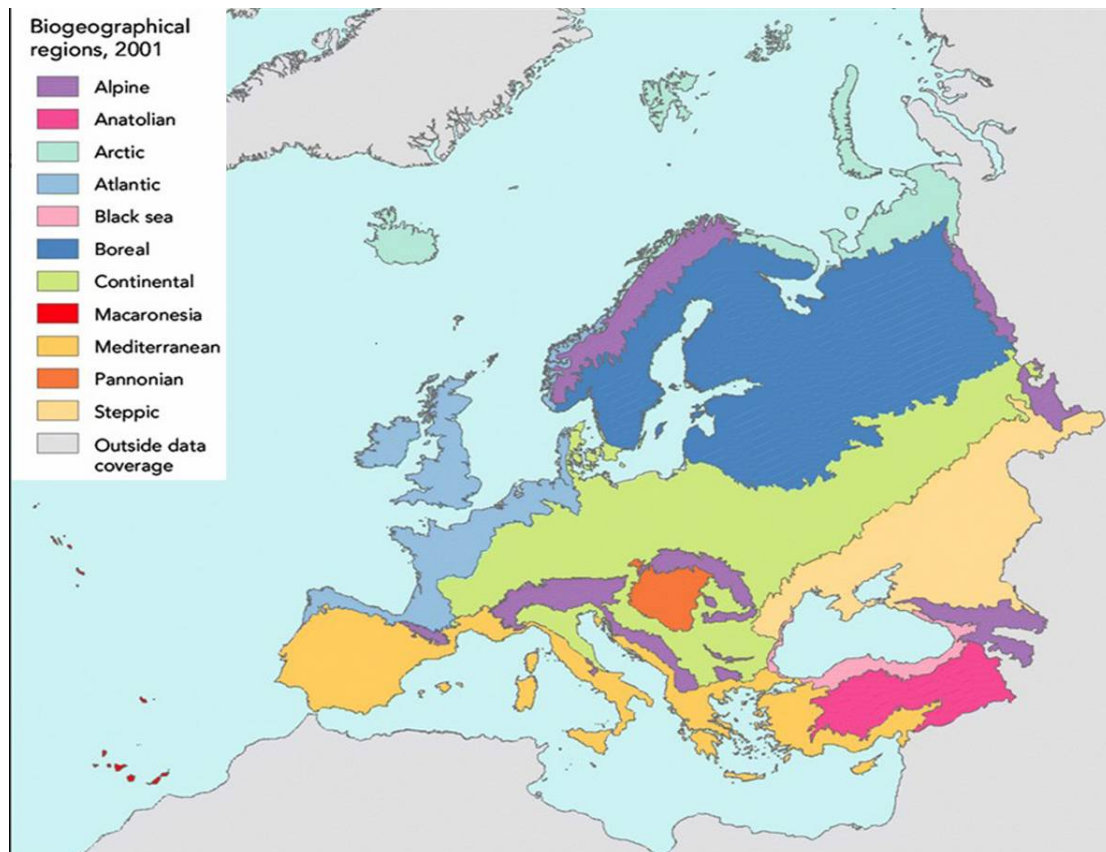 Biogeographical
regions, 2001
Alpine
Anatolian
Arctic
Atlantic
Black sea
Boreal
Continental
Macaronesia
Mediterranean
Pannonian
Steppic
Outside data
coverage